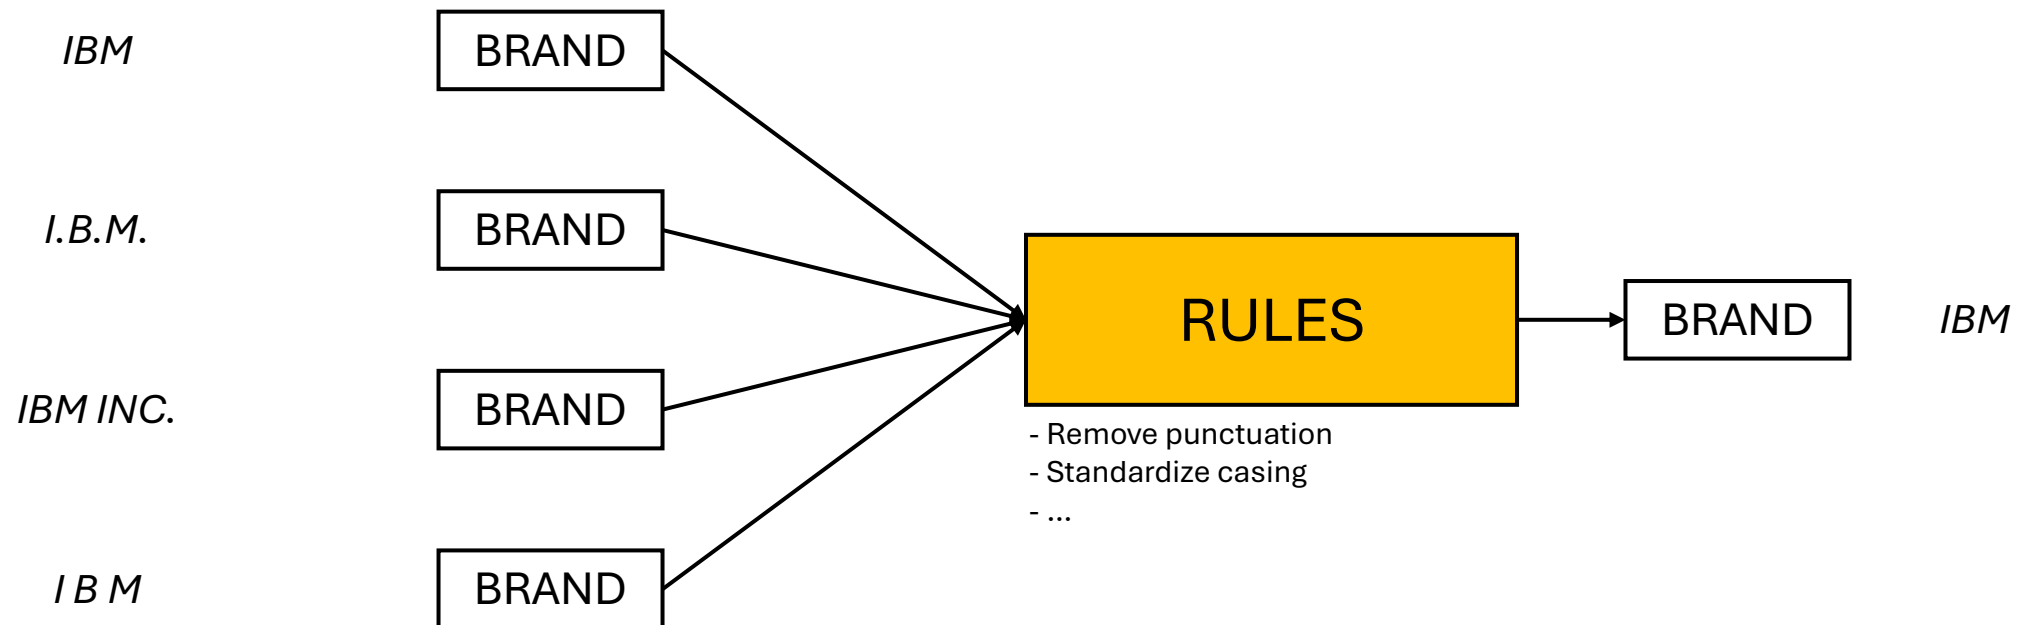 IBM BRAND
I.B.M. BRAND
IBM INC. BRAND
I B M BRAND
RULES
- Remove punctuation
- Standardize casing
- ...
BRAND IBM